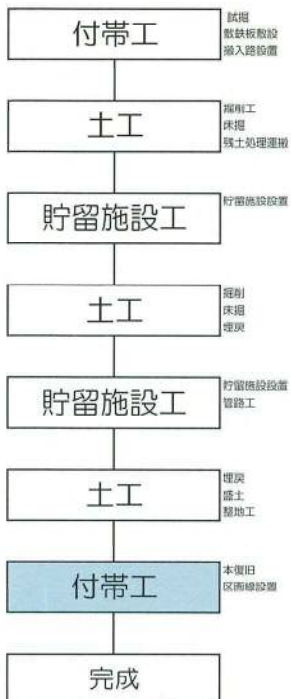 付帯工
試掘
敷鉄板敷設
搬入路設置
土工
掘削工
床掘
残土処理運搬
貯留施設工
貯留施設設置
土工
掘削
床掘
埋戻
貯留施設工
貯留施設設置
管路工
土工
埋戻
盛土
整地工
付帯工
本復旧
区画線設置
完成